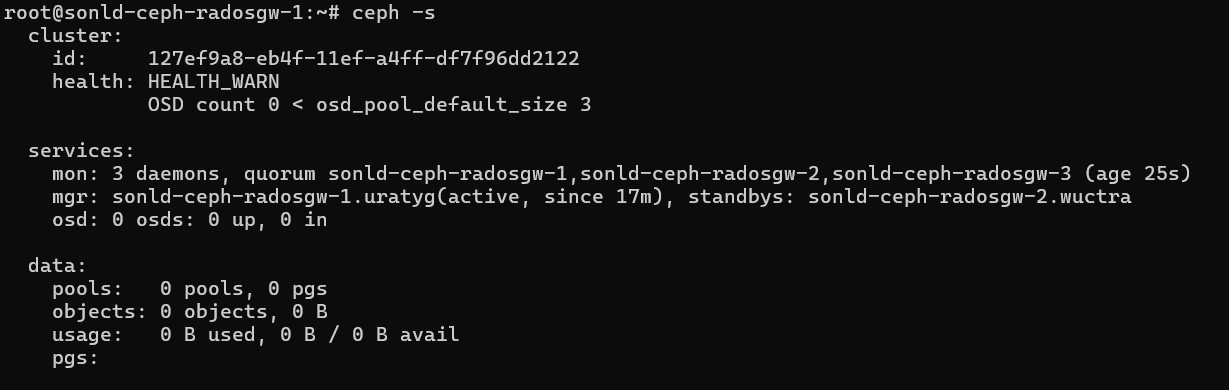 root@sonld-ceph-radosgw-1:~# ceph -s
  cluster:
    id:     127ef9a8-eb4f-11ef-a4ff-df7f96dd2122
    health: HEALTH_WARN
            OSD count 0 < osd_pool_default_size 3

  services:
    mon: 3 daemons, quorum sonld-ceph-radosgw-1,sonld-ceph-radosgw-2,sonld-ceph-radosgw-3 (age 25s)
    mgr: sonld-ceph-radosgw-1.uratyg(active, since 17m), standbys: sonld-ceph-radosgw-2.wuctra
    osd: 0 osds: 0 up, 0 in

  data:
    pools:   0 pools, 0 pgs
    objects: 0 objects, 0 B
    usage:   0 B used, 0 B / 0 B avail
    pgs: